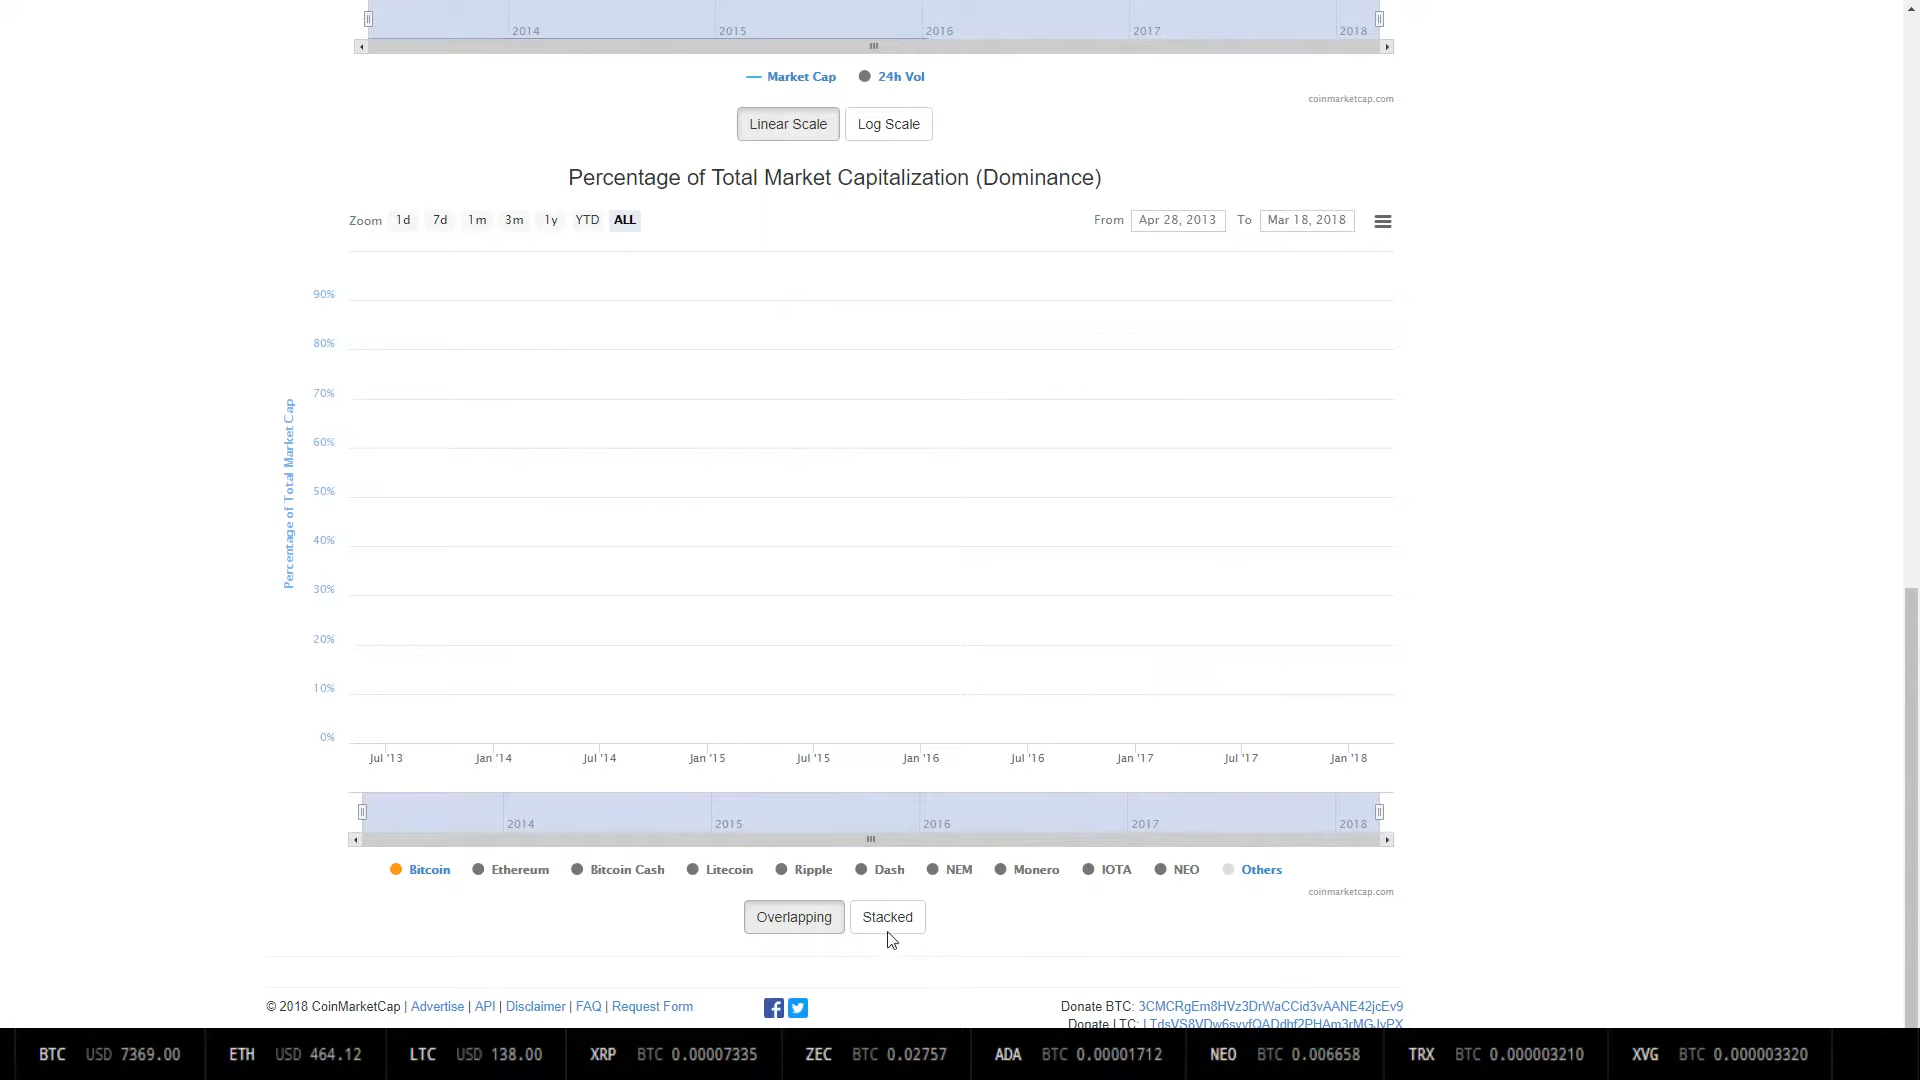 2014 2015 2016 2017 2018
Market Cap 24h Vol
coinmarketcap.com
Linear Scale Log Scale
Percentage of Total Market Capitalization (Dominance)
Zoom 1d 7d 1m 3m 1y YTD ALL From Apr 28, 2013 To Mar 18, 2018
Percentage of Total Market Cap
90%
80%
70%
60%
50%
40%
30%
20%
10%
0%
Jul '13 Jan '14 Jul '14 Jan '15 Jul '15 Jan '16 Jul '16 Jan '17 Jul '17 Jan '18
2014 2015 2016 2017 2018
Bitcoin Ethereum Bitcoin Cash Litecoin Ripple Dash NEM Monero IOTA NEO Others
coinmarketcap.com
Overlapping Stacked
© 2018 CoinMarketCap | Advertise | API | Disclaimer | FAQ | Request Form Donate BTC: 3CMCRgEm8HVz3DrWaCCid3vAANE42jcEv9
Donate LTC:
BTC USD 7369.00 ETH USD 464.12 LTC USD 138.00 XRP BTC 0.00007335 ZEC BTC 0.02757 ADA BTC 0.00001712 NEO BTC 0.006658 TRX BTC 0.000003210 XVG BTC 0.000003320